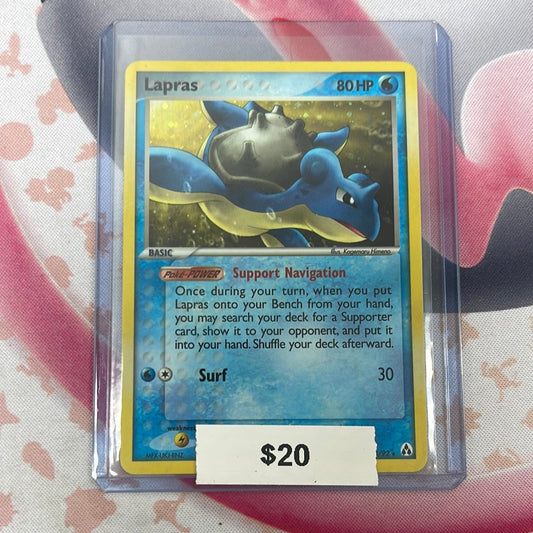 Lapras
80 HP
BASIC
Illus. Kagemaru Himeno
Poké-POWER Support Navigation
Once during your turn, when you put
Lapras onto your Bench from your hand,
you may search your deck for a Supporter
card, show it to your opponent, and put it
into your hand. Shuffle your deck afterward.
Surf 30
weakness
$20